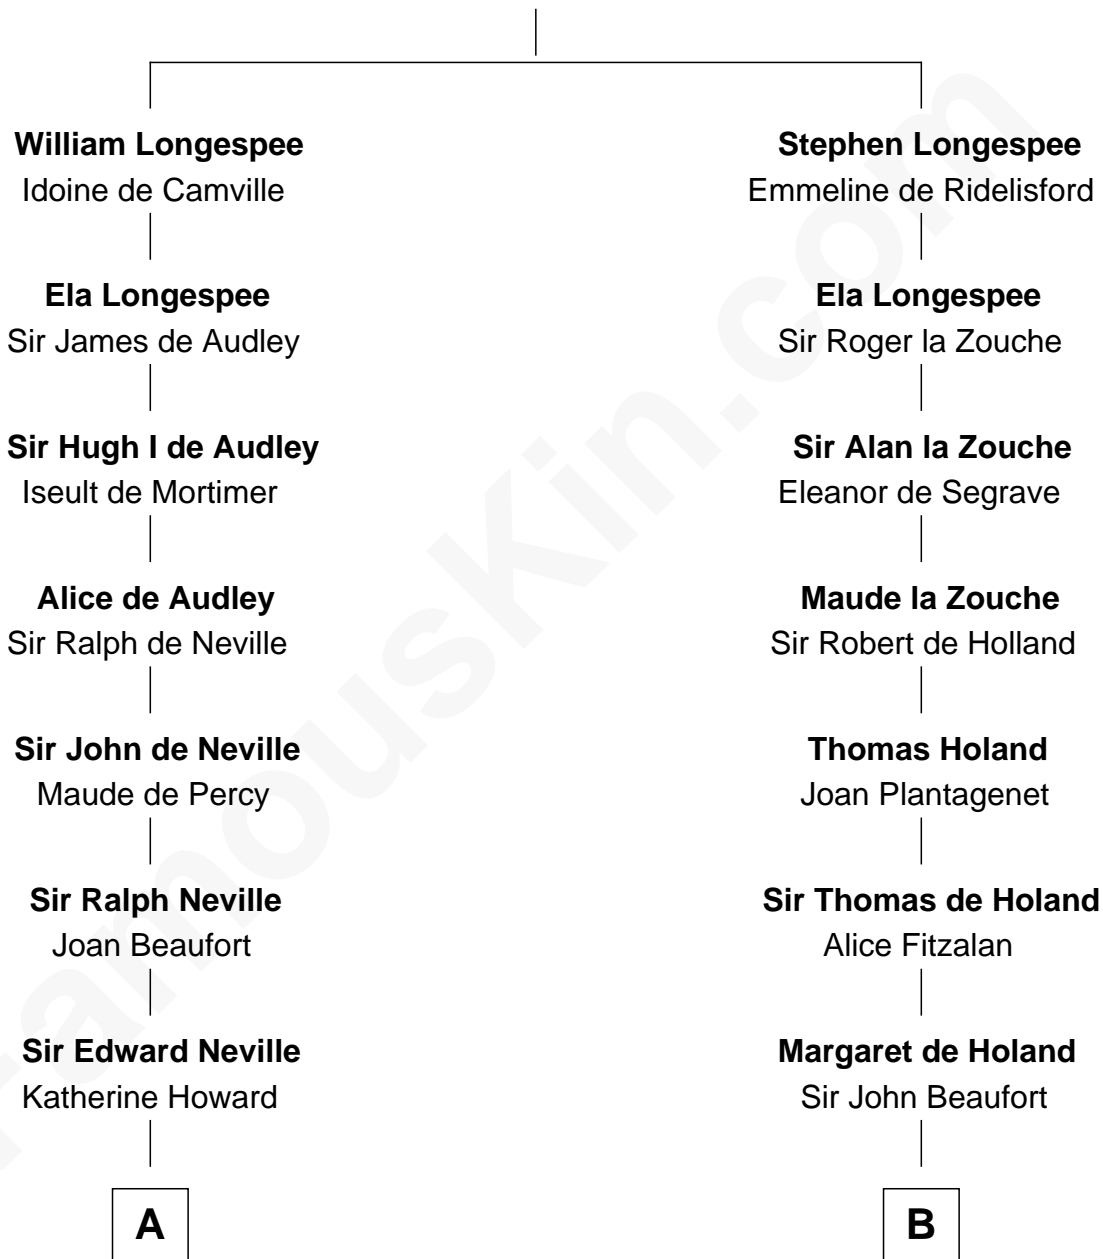 William Longespee
Idoine de Camville
Ela Longespee
Sir James de Audley
Sir Hugh I de Audley
Iseult de Mortimer
Alice de Audley
Sir Ralph de Neville
Sir John de Neville
Maude de Percy
Sir Ralph Neville
Joan Beaufort
Sir Edward Neville
Katherine Howard
A
Stephen Longespee
Emmeline de Ridelisford
Ela Longespee
Sir Roger la Zouche
Sir Alan la Zouche
Eleanor de Segrave
Maude la Zouche
Sir Robert de Holland
Thomas Holand
Joan Plantagenet
Sir Thomas de Holand
Alice Fitzalan
Margaret de Holand
Sir John Beaufort
B
FamousKin.com